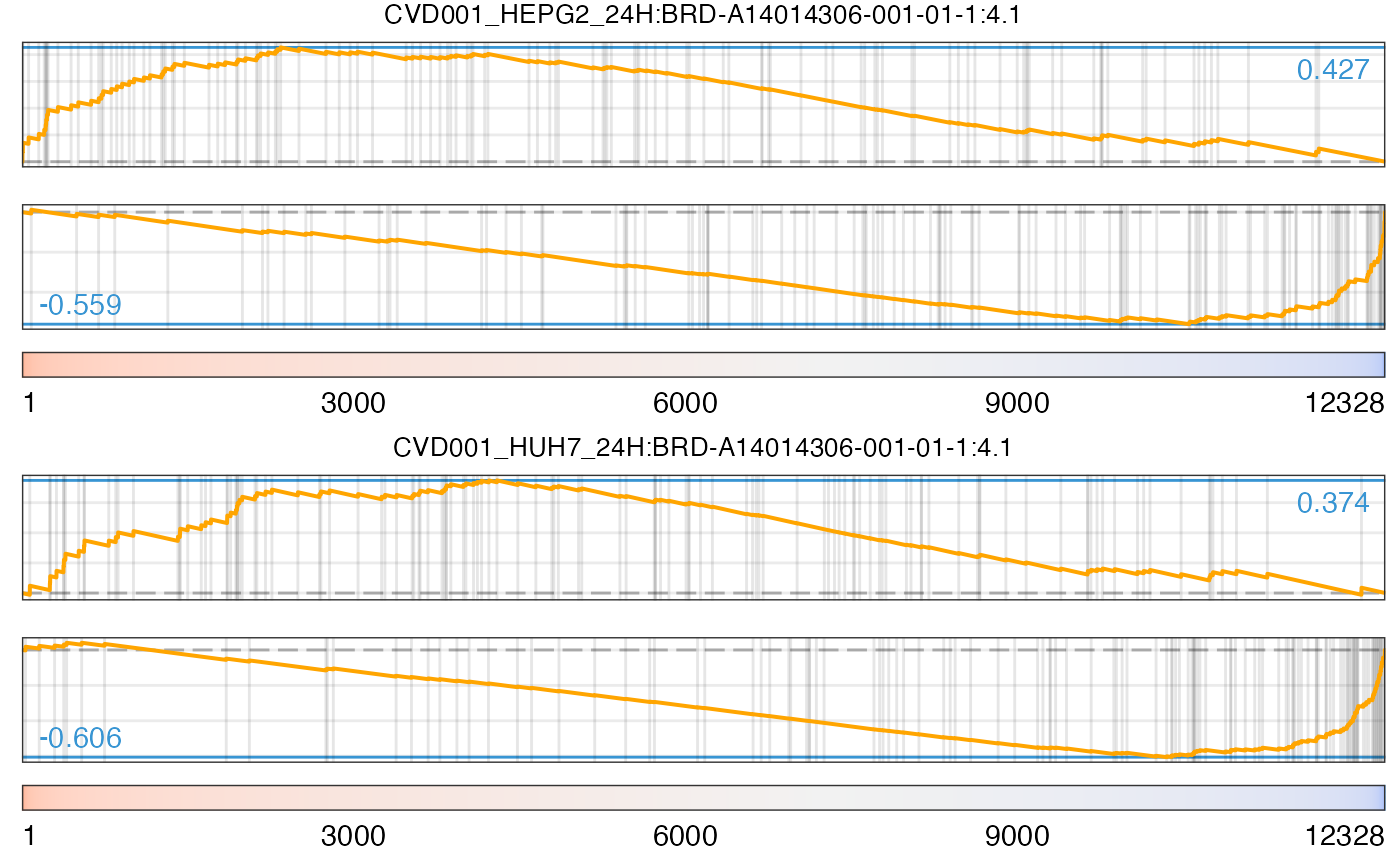 CVD001_HEPG2_24H:BRD-A14014306-001-01-1:4.1
0.427
-0.559
1 3000 6000 9000 12328
CVD001_HUH7_24H:BRD-A14014306-001-01-1:4.1
0.374
-0.606
1 3000 6000 9000 12328